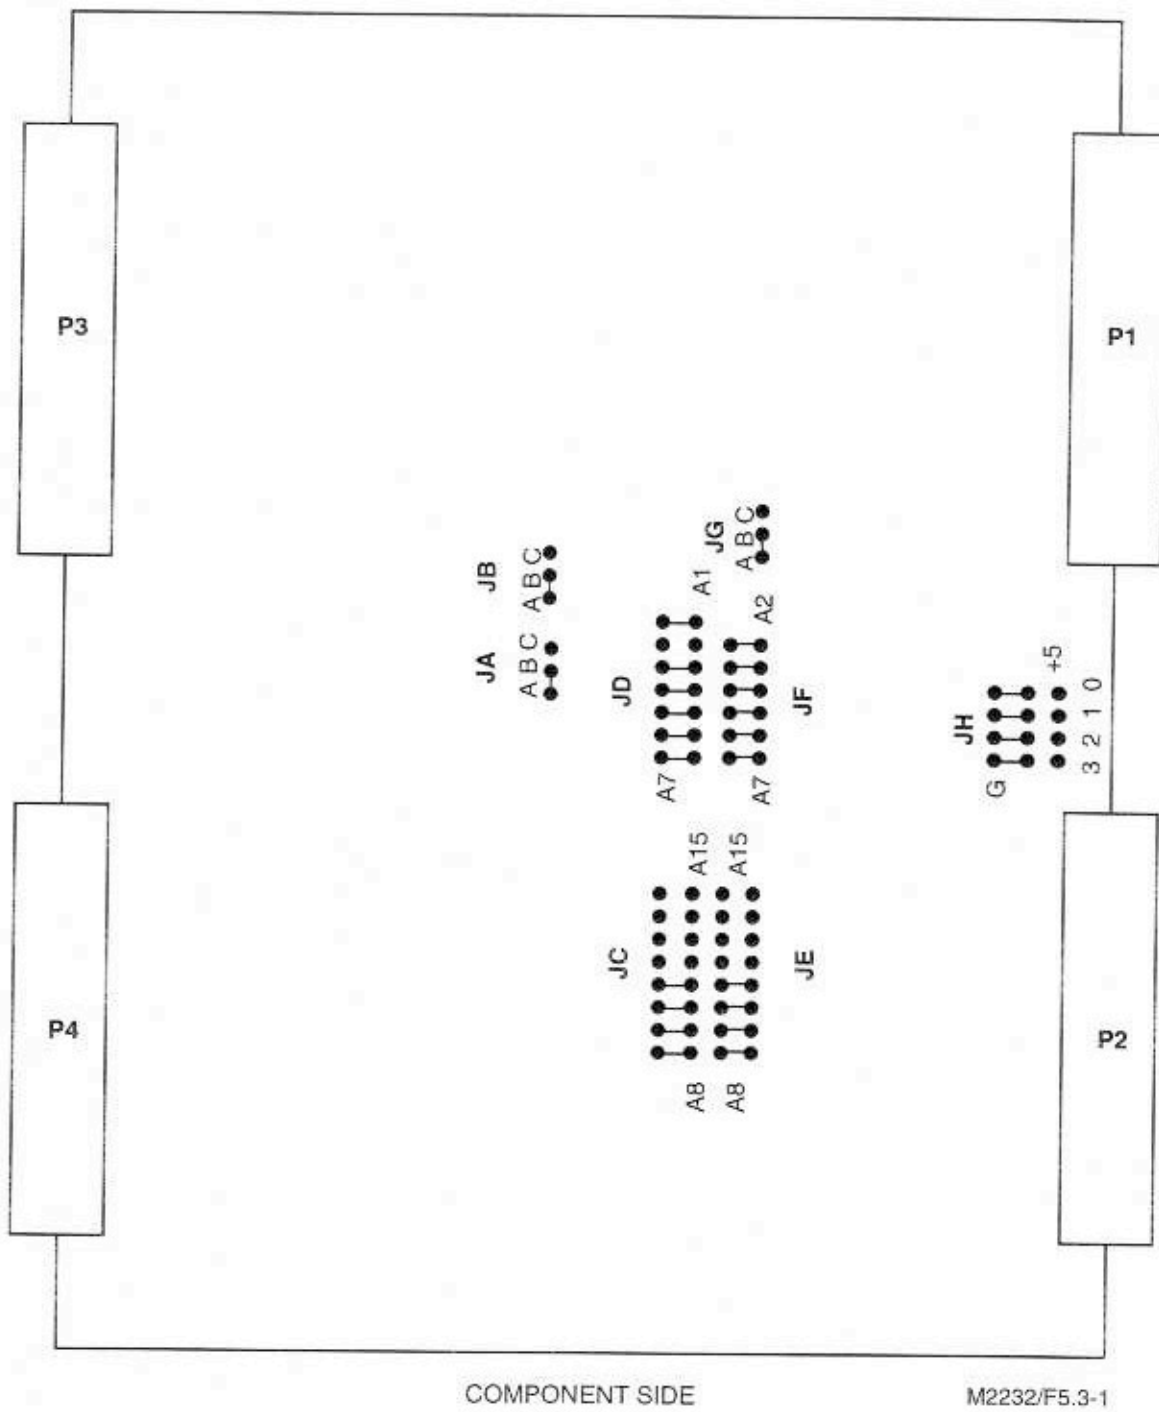 P3
P1
JG
A B C
JB
A B C
A1
A2
JA
A B C
JD
JF
+5
JH
3 2 1 0
G
A7
A7
A15
A15
JC
JE
P4
P2
A8
A8
COMPONENT SIDE
M2232/F5.3-1